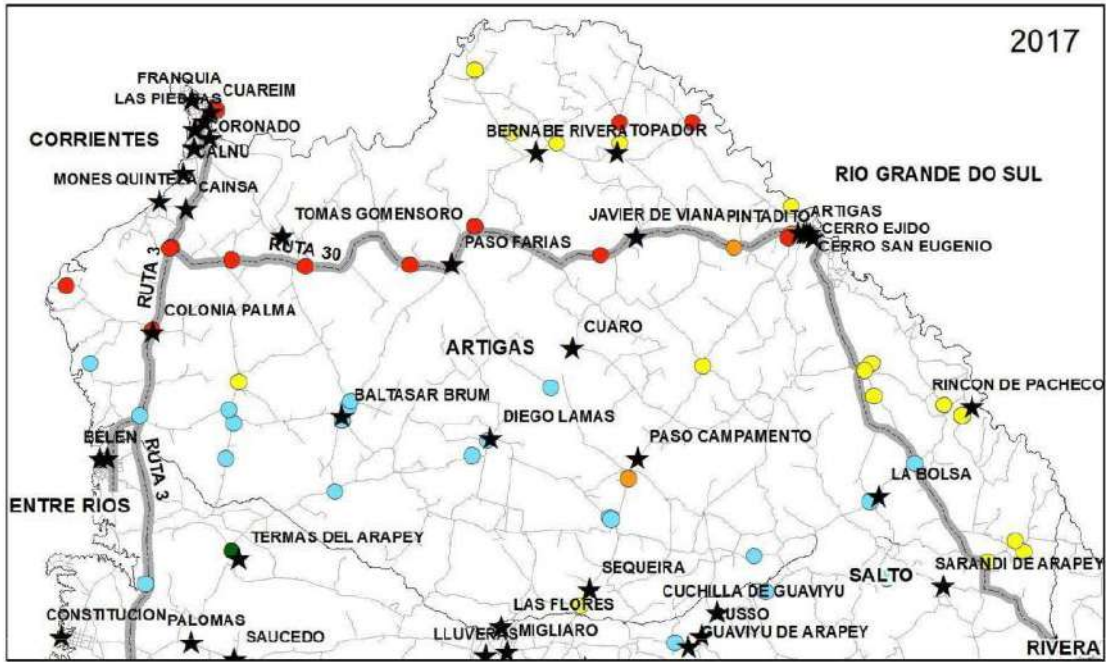 2017
FRANQUIA
LAS PIEDRAS
CUAREIM
CORONADO
CORRIENTES
CALNU
MONES QUINTELA
CAINSA
BERNABE RIVERA
TOPADOR
RIO GRANDE DO SUL
TOMAS GOMENSORO
JAVIER DE VIANA
PINTADITO
ARTIGAS
CERRO EJIDO
CERRO SAN EUGENIO
RUTA 30
PASO FARIAS
RUTA 3
COLONIA PALMA
ARTIGAS
CUARO
BALTASAR BRUM
RINCON DE PACHECO
DIEGO LAMAS
PASO CAMPAMENTO
BELEN
RUTA 3
LA BOLSA
ENTRE RIOS
TERMAS DEL ARAPEY
SARANDI DE ARAPEY
SEQUEIRA
SALTO
CUCHILLA DE GUAVIYU
LAS FLORES
CONSTITUCION
PALOMAS
RUSSO
LLUVERAS
MIGLIARO
GUAVIYU DE ARAPEY
SAUCEDO
RIVERA